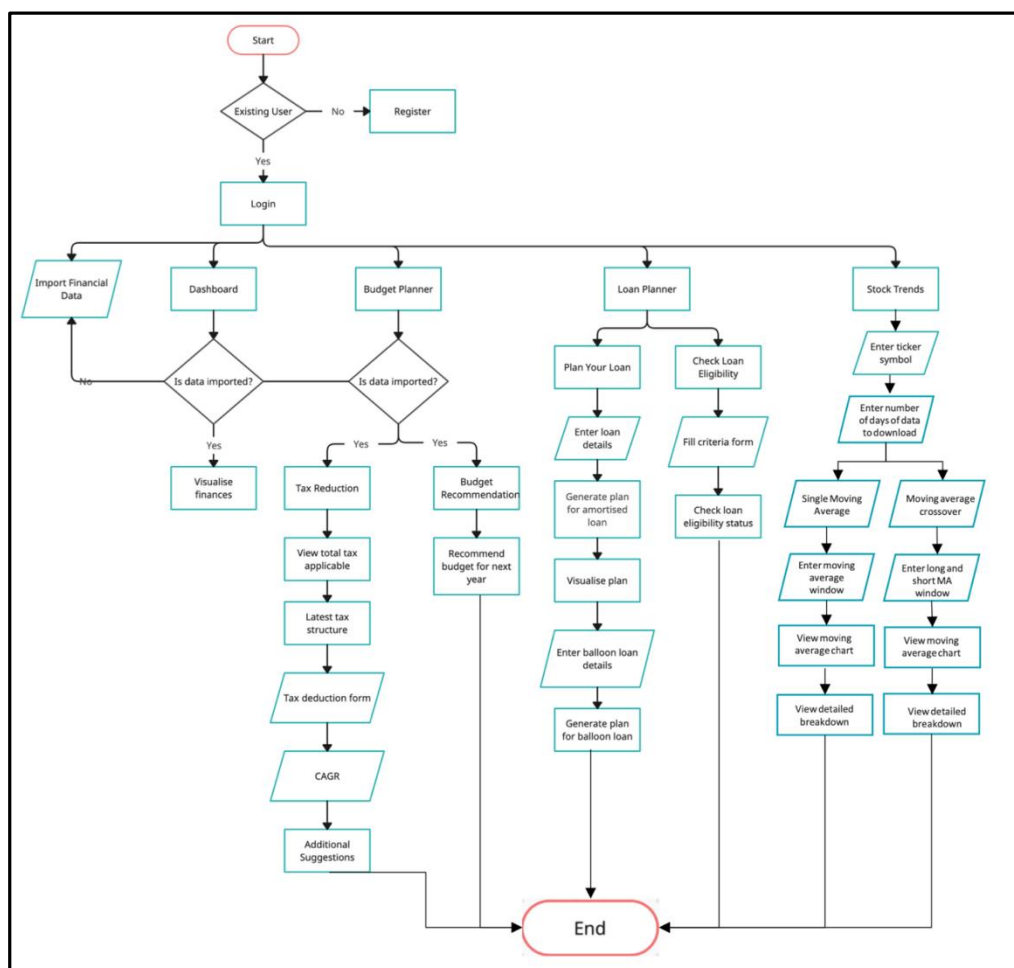 Start
Existing User
No
Register
Yes
Login
Import Financial
Data
Dashboard
Budget Planner
Loan Planner
Stock Trends
Is data imported?
No
Yes
Visualise
finances
Is data imported?
Yes
Yes
Tax Reduction
View total tax
applicable
Latest tax
structure
Tax deduction form
CAGR
Additional
Suggestions
Budget
Recommendation
Recommend
budget for next
year
Plan Your Loan
Enter loan
details
Generate plan
for amortised
loan
Visualise plan
Enter balloon loan
details
Generate plan
for balloon loan
Check Loan
Eligibility
Fill criteria form
Check loan
eligibility status
Enter ticker
symbol
Enter number
of days of data
to download
Single Moving
Average
Enter moving
average
window
View moving
average chart
View detailed
breakdown
Moving average
crossover
Enter long and
short MA
window
View moving
average chart
View detailed
breakdown
End